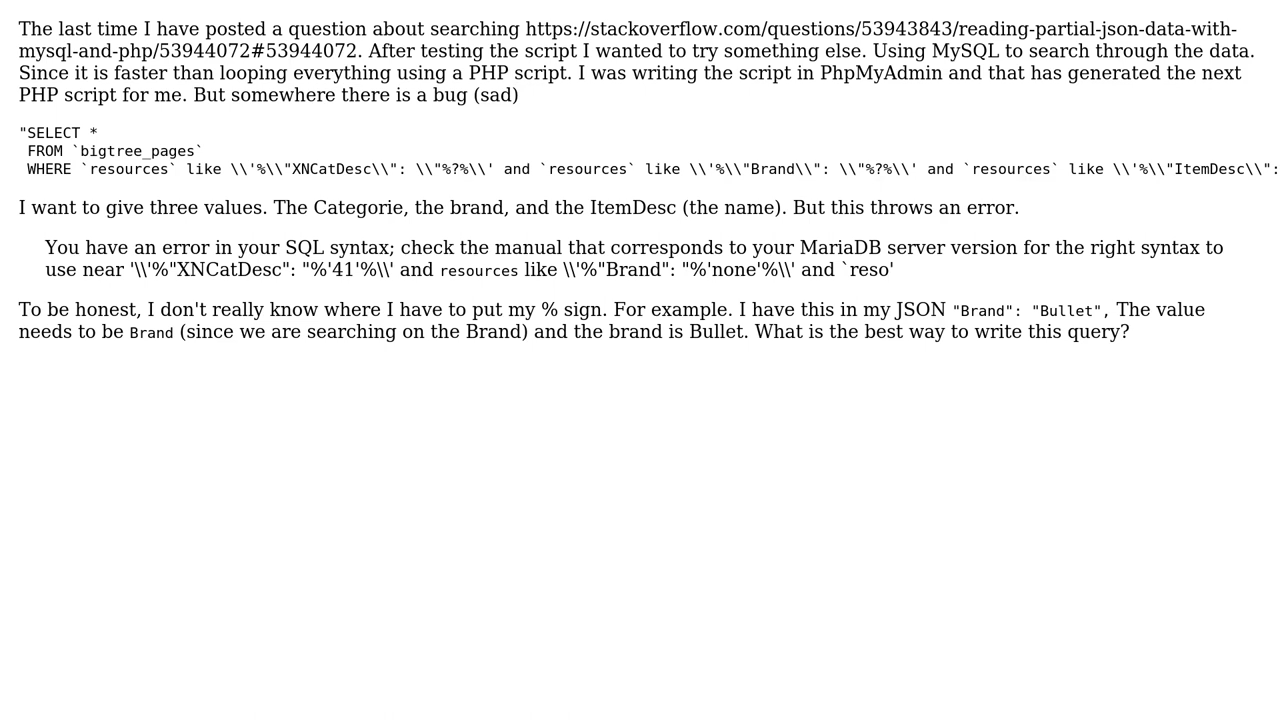 The last time I have posted a question about searching https://stackoverflow.com/questions/53943843/reading-partial-json-data-with-
mysql-and-php/53944072#53944072. After testing the script I wanted to try something else. Using MySQL to search through the data.
Since it is faster than looping everything using a PHP script. I was writing the script in PhpMyAdmin and that has generated the next
PHP script for me. But somewhere there is a bug (sad)
"SELECT *
FROM `bigtree_pages`
WHERE `resources` like \\'%\\"XNCatDesc\\": \\"%?%\\' and `resources` like \\'%\\"Brand\\": \\"%?%\\' and `resources` like \\'%\\"ItemDesc\\":
I want to give three values. The Categorie, the brand, and the ItemDesc (the name). But this throws an error.
You have an error in your SQL syntax; check the manual that corresponds to your MariaDB server version for the right syntax to
use near '\\'%"XNCatDesc": "%'41'%\\' and resources like \\'%"Brand": "%'none'%\\' and `reso'
To be honest, I don't really know where I have to put my % sign. For example. I have this in my JSON "Brand": "Bullet", The value
needs to be Brand (since we are searching on the Brand) and the brand is Bullet. What is the best way to write this query?